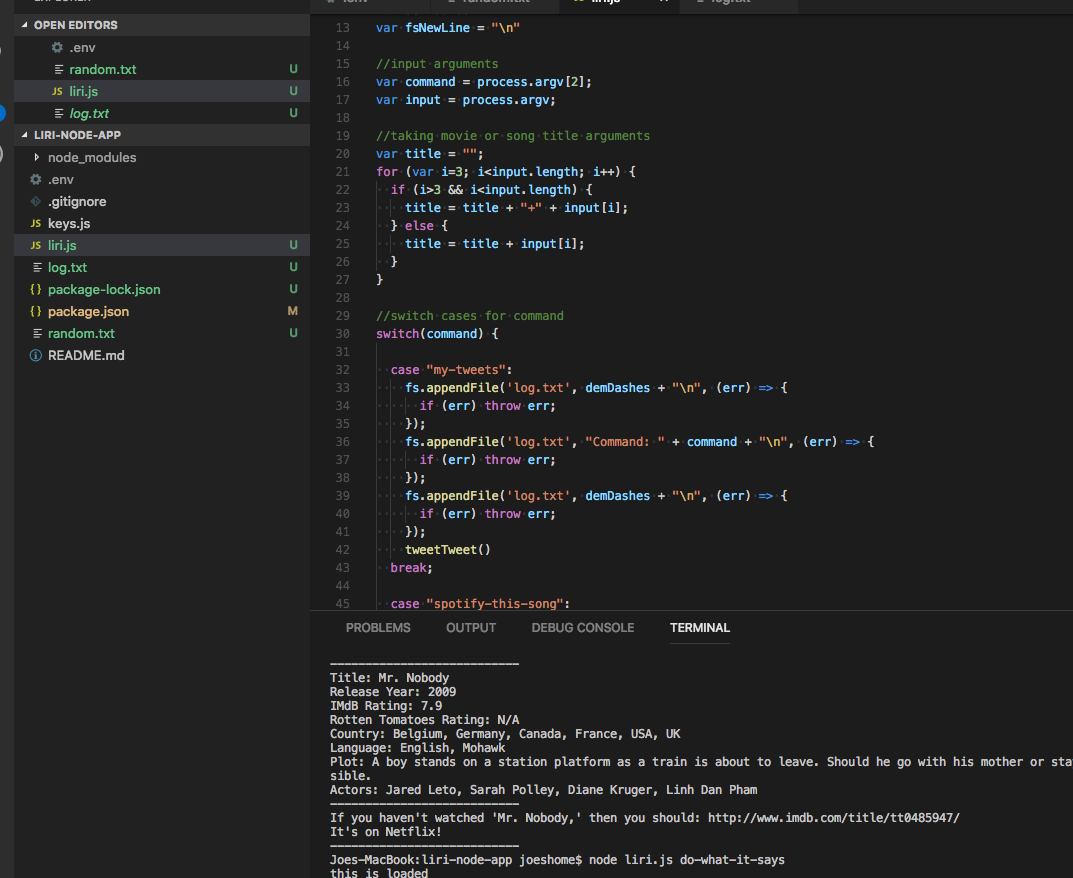 EXPLORER
.env
random.txt
liri.js
log.txt
OPEN EDITORS
.env
random.txt U
JS liri.js U
log.txt U
LIRI-NODE-APP
node_modules
.env
.gitignore
JS keys.js
JS liri.js U
log.txt U
{} package-lock.json U
{} package.json M
random.txt U
README.md
13 var fsNewLine = "\n"
14
15 //input arguments
16 var command = process.argv[2];
17 var input = process.argv;
18
19 //taking movie or song title arguments
20 var title = "";
21 for (var i=3; i<input.length; i++) {
22 if (i>3 && i<input.length) {
23 title = title + "+" + input[i];
24 } else {
25 title = title + input[i];
26 }
27 }
28
29 //switch cases for command
30 switch(command) {
31
32 case "my-tweets":
33 fs.appendFile('log.txt', demDashes + "\n", (err) => {
34 if (err) throw err;
35 });
36 fs.appendFile('log.txt', "Command: " + command + "\n", (err) => {
37 if (err) throw err;
38 });
39 fs.appendFile('log.txt', demDashes + "\n", (err) => {
40 if (err) throw err;
41 });
42 tweetTweet()
43 break;
44
45 case "spotify-this-song":
PROBLEMS OUTPUT DEBUG CONSOLE TERMINAL
---------------------------
Title: Mr. Nobody
Release Year: 2009
IMdB Rating: 7.9
Rotten Tomatoes Rating: N/A
Country: Belgium, Germany, Canada, France, USA, UK
Language: English, Mohawk
Plot: A boy stands on a station platform as a train is about to leave. Should he go with his mother or sta
sible.
Actors: Jared Leto, Sarah Polley, Diane Kruger, Linh Dan Pham
---------------------------
If you haven't watched 'Mr. Nobody,' then you should: http://www.imdb.com/title/tt0485947/
It's on Netflix!
---------------------------
Joes-MacBook:liri-node-app joeshome$ node liri.js do-what-it-says
this is loaded